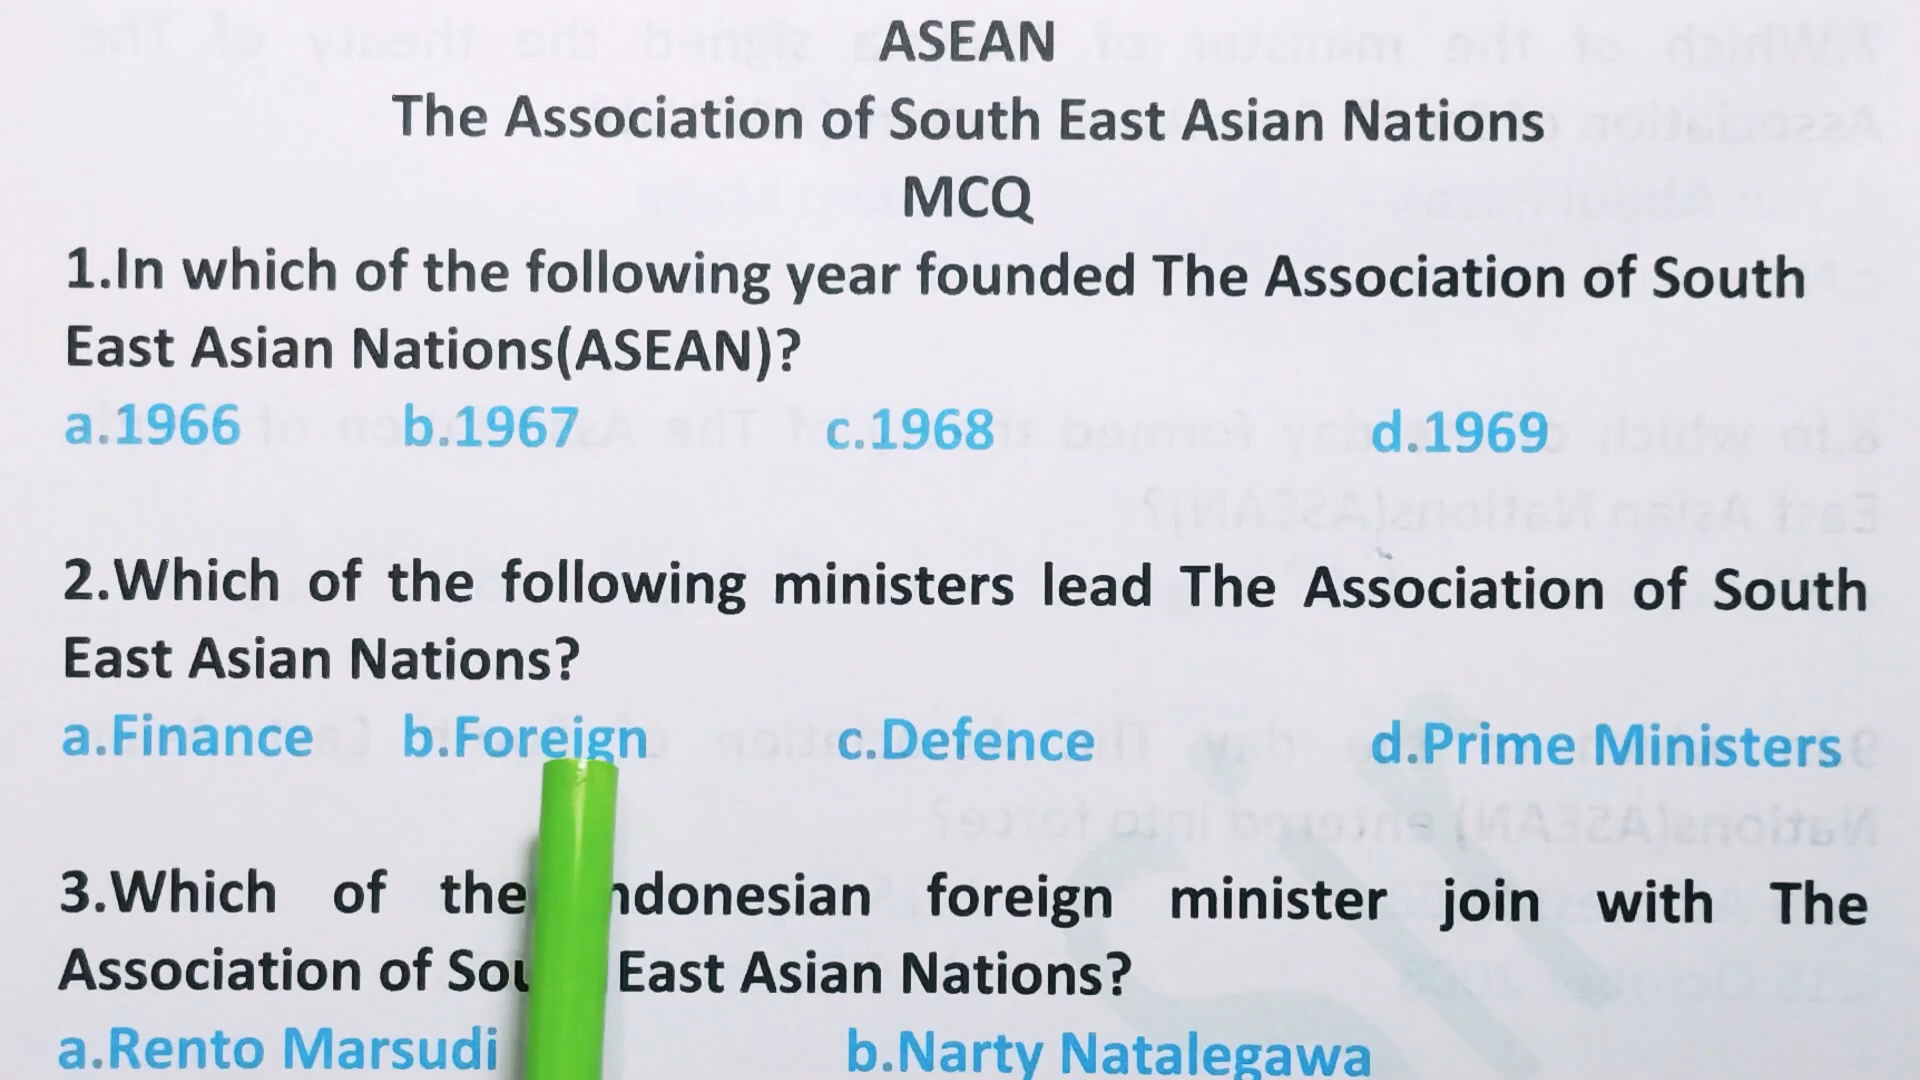 ASEAN
The Association of South East Asian Nations
MCQ
1.In which of the following year founded The Association of South
East Asian Nations(ASEAN)?
a.1966 b.1967 c.1968 d.1969
2.Which of the following ministers lead The Association of South
East Asian Nations?
a.Finance b.Foreign c.Defence d.Prime Ministers
3.Which of the ndonesian foreign minister join with The
Association of Sou East Asian Nations?
a.Rento Marsudi b.Narty Natalegawa